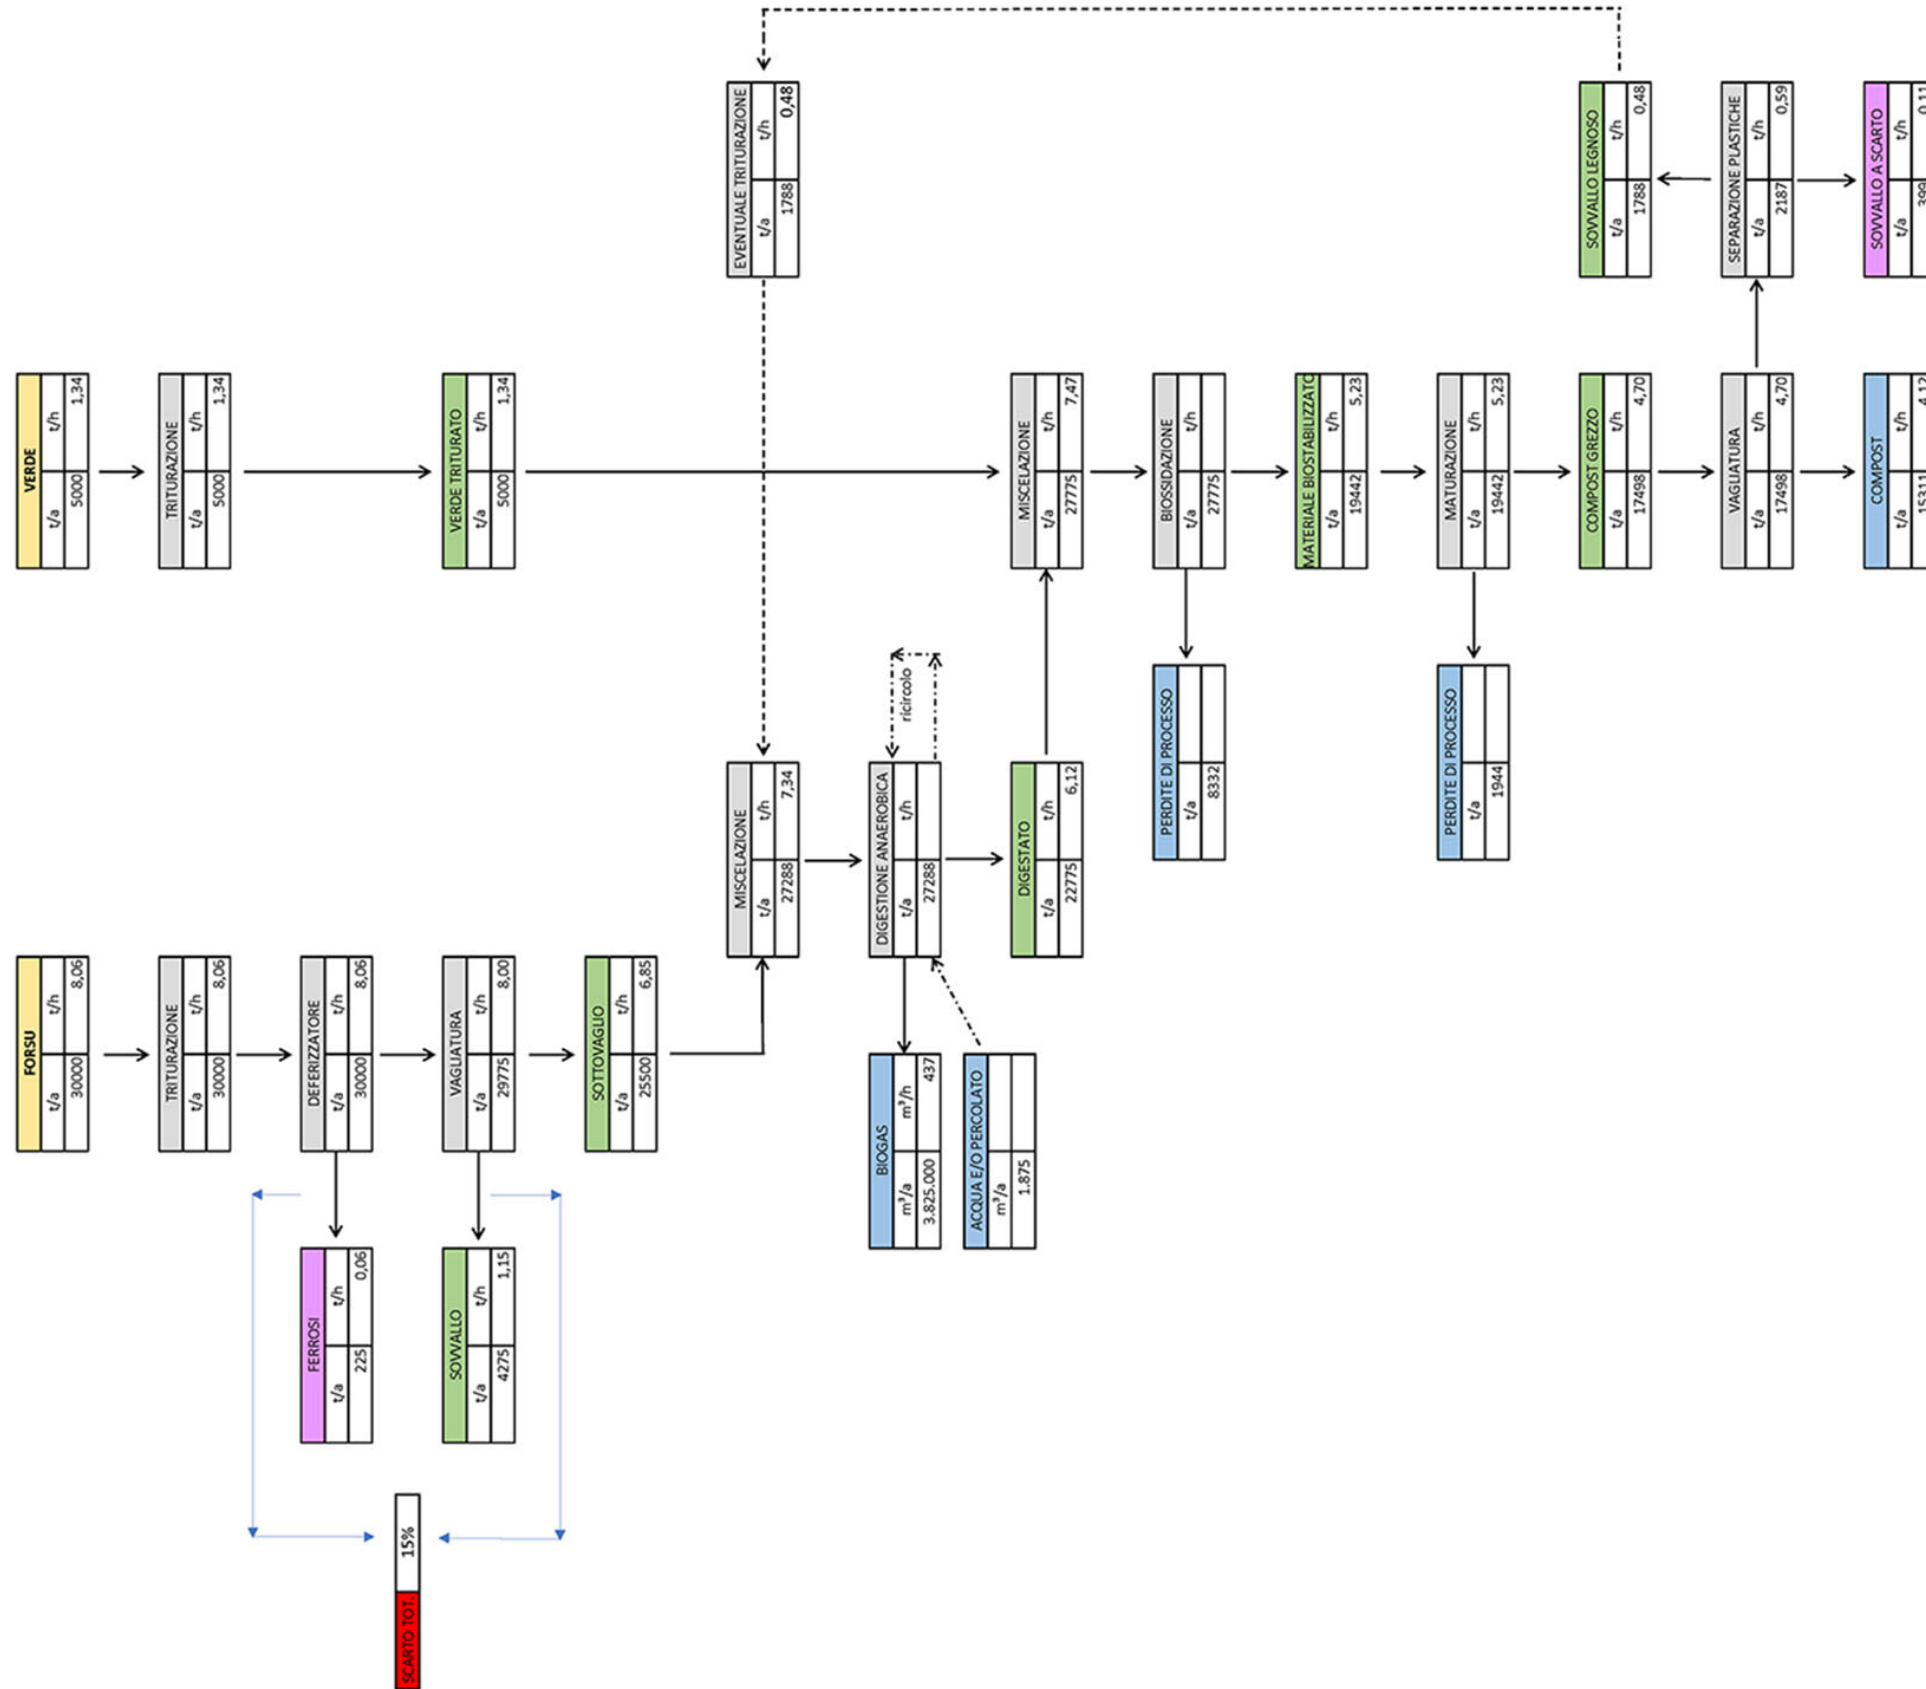 FORSU
t/a t/h
30000 8,06
VERDE
t/a t/h
5000 1,34
TRITURAZIONE
t/a t/h
30000 8,06
TRITURAZIONE
t/a t/h
5000 1,34
DEFERIZZATORE
t/a t/h
30000 8,06
FERROSI
t/a t/h
225 0,06
SCARTO TOT. 15%
SOVVALLO
t/a t/h
4275 1,15
VAGLIATURA
t/a t/h
29775 8,00
VERDE TRITURATO
t/a t/h
5000 1,34
SOTTOVAGLIO
t/a t/h
25500 6,85
MISCELAZIONE
t/a t/h
27288 7,34
EVENTUALE TRITURAZIONE
t/a t/h
1788 0,48
BIOGAS
m³/a m³/h
3.825.000 437
DIGESTIONE ANAEROBICA
t/a t/h
27288
ricircolo
ACQUA E/O PERCOLATO
m³/a
1.875
DIGESTATO
t/a t/h
22775 6,12
MISCELAZIONE
t/a t/h
27775 7,47
PERDITE DI PROCESSO
t/a
8332
BIOSSIDAZIONE
t/a t/h
27775
MATERIALE BIOSTABILIZZATO
t/a t/h
19442 5,23
PERDITE DI PROCESSO
t/a
1944
MATURAZIONE
t/a t/h
19442 5,23
COMPOST GREZZO
t/a t/h
17498 4,70
SOVVALLO LEGNOSO
t/a t/h
1788 0,48
VAGLIATURA
t/a t/h
17498 4,70
SEPARAZIONE PLASTICHE
t/a t/h
2187 0,59
COMPOST
t/a t/h
15311 4,12
SOVVALLO A SCARTO
t/a t/h
399 0,11